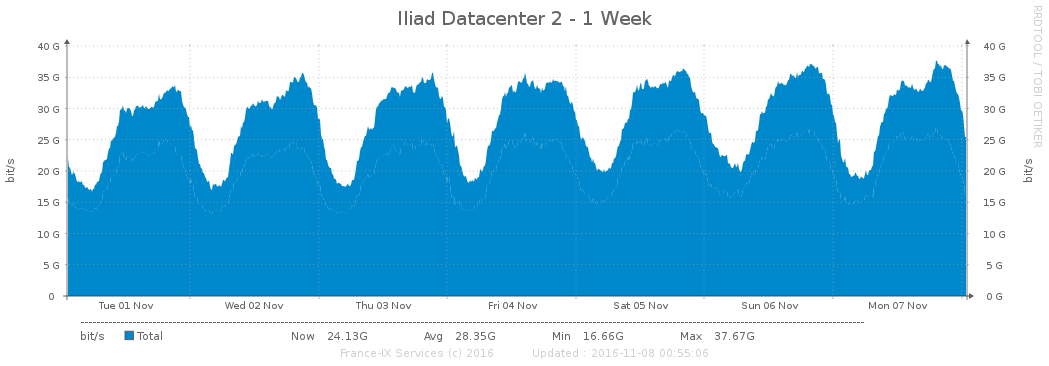 Iliad Datacenter 2 - 1 Week
RRDTOOL / TOBI OETIKER
bit/s
40 G
35 G
30 G
25 G
20 G
15 G
10 G
5 G
0
40 G
35 G
30 G
25 G
20 G
15 G
10 G
5 G
0 G
bit/s
Tue 01 Nov Wed 02 Nov Thu 03 Nov Fri 04 Nov Sat 05 Nov Sun 06 Nov Mon 07 Nov
bit/s Total Now 24.13G Avg 28.35G Min 16.66G Max 37.67G
France-IX Services (c) 2016 Updated : 2016-11-08 00:55:06